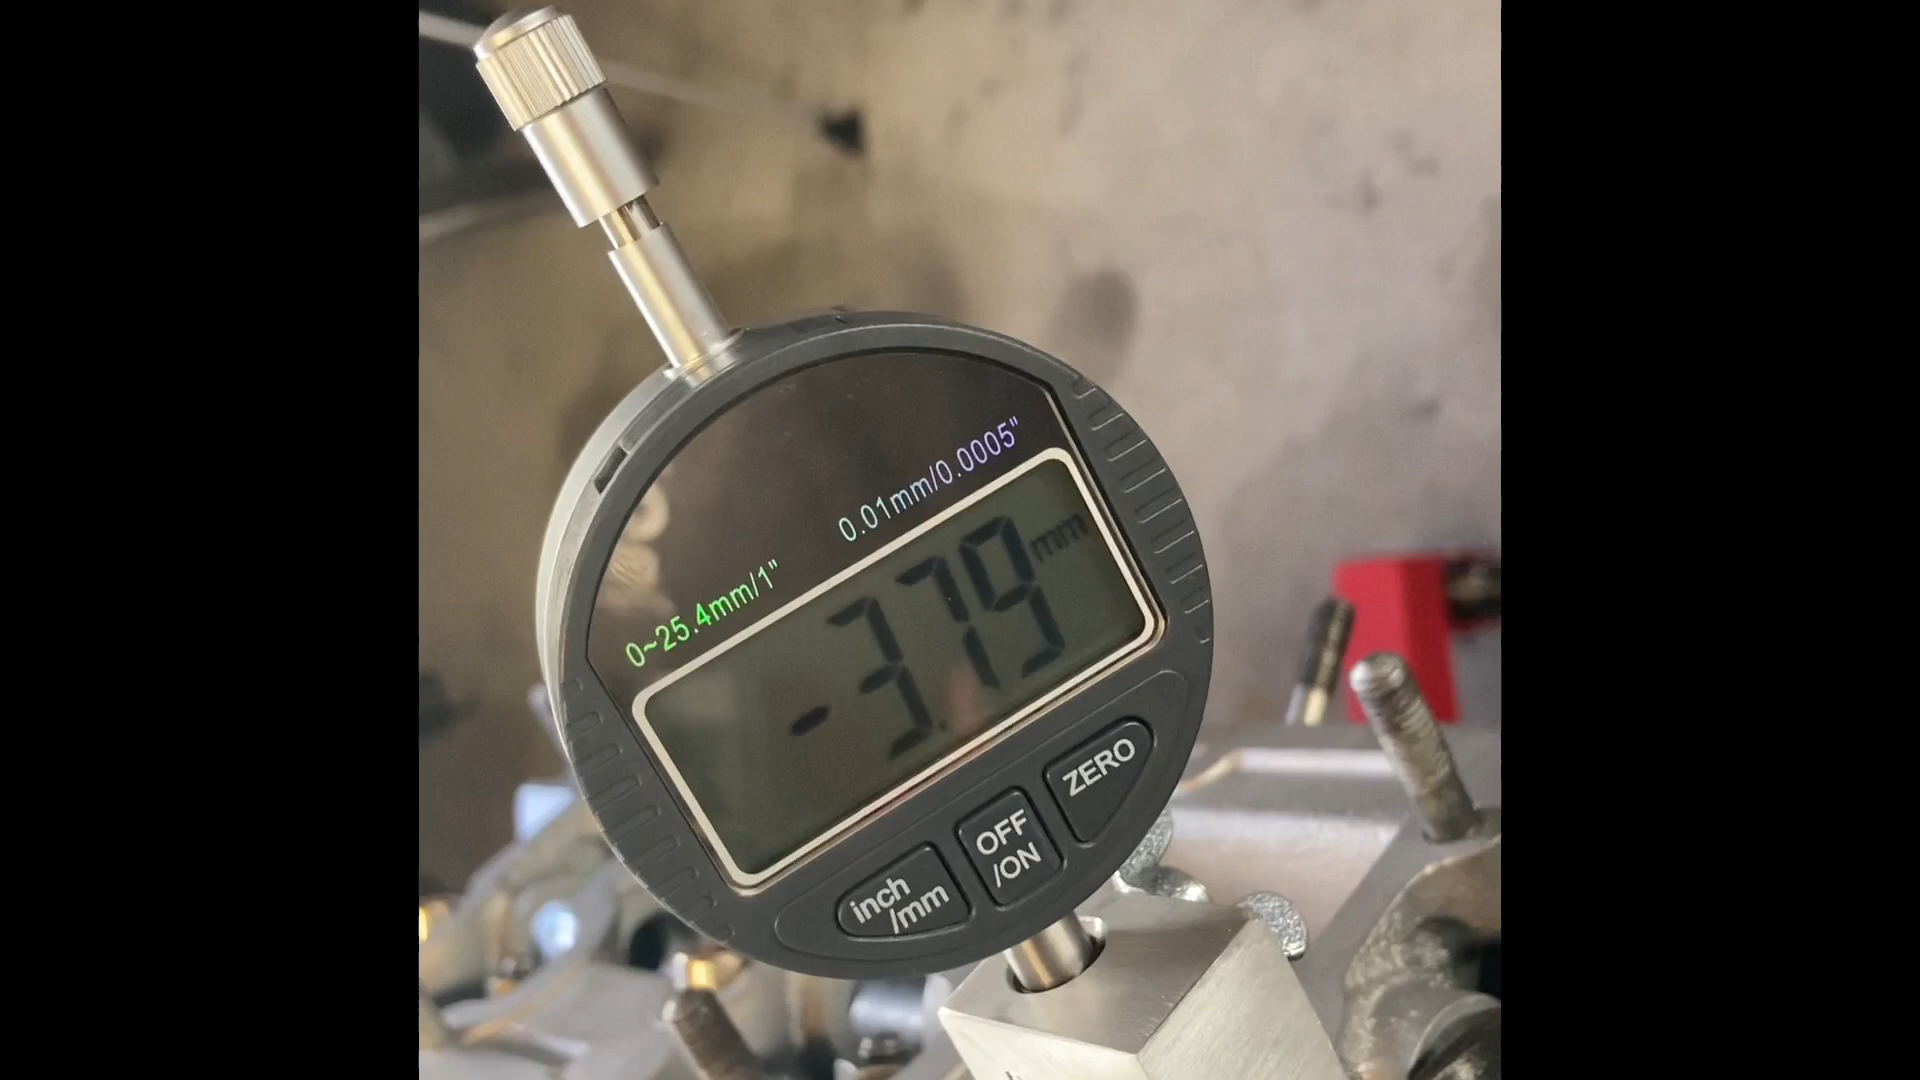 0~25.4mm/1"
0.01mm/0.0005"
-3.79 mm
inch
/mm
OFF
/ON
ZERO